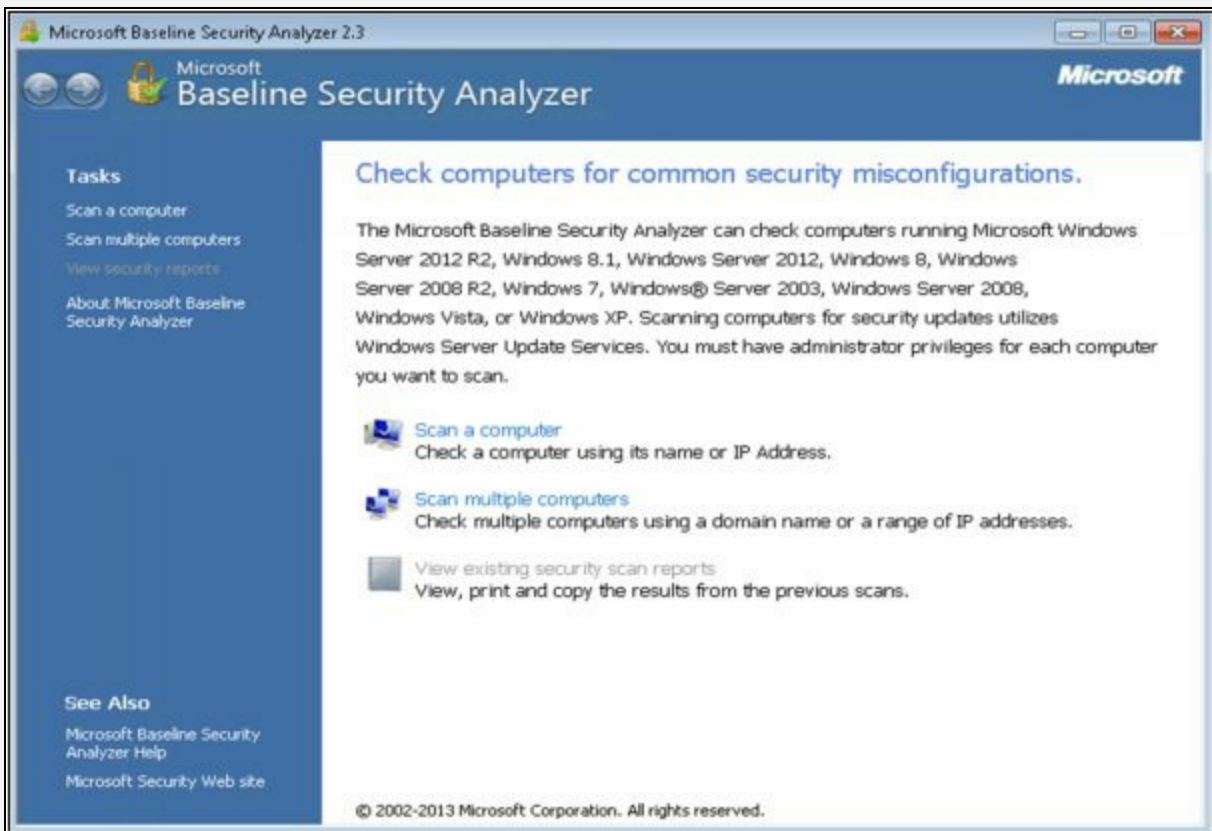 Microsoft Baseline Security Analyzer 2.3
Microsoft
Baseline Security Analyzer
Microsoft
Tasks
Scan a computer
Scan multiple computers
View security reports
About Microsoft Baseline
Security Analyzer
See Also
Microsoft Baseline Security
Analyzer Help
Microsoft Security Web site
Check computers for common security misconfigurations.
The Microsoft Baseline Security Analyzer can check computers running Microsoft Windows
Server 2012 R2, Windows 8.1, Windows Server 2012, Windows 8, Windows
Server 2008 R2, Windows 7, Windows® Server 2003, Windows Server 2008,
Windows Vista, or Windows XP. Scanning computers for security updates utilizes
Windows Server Update Services. You must have administrator privileges for each computer
you want to scan.
Scan a computer
Check a computer using its name or IP Address.
Scan multiple computers
Check multiple computers using a domain name or a range of IP addresses.
View existing security scan reports
View, print and copy the results from the previous scans.
© 2002-2013 Microsoft Corporation. All rights reserved.